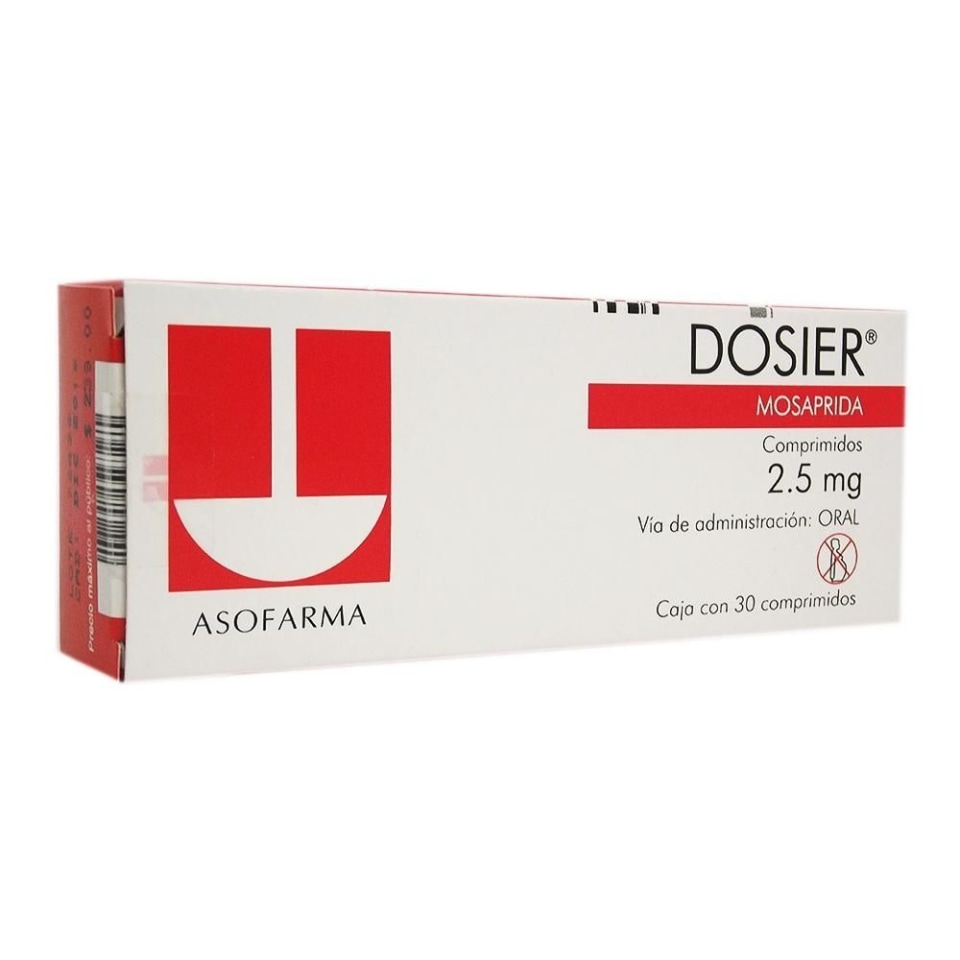 DOSIER®
MOSAPRIDA
Comprimidos
2.5 mg
Vía de administración: ORAL
Caja con 30 comprimidos
ASOFARMA
Precio máximo al público: